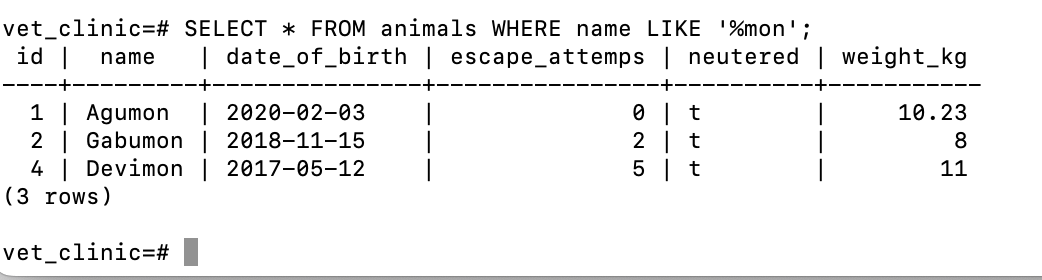 vet_clinic=# SELECT * FROM animals WHERE name LIKE '%mon';
 id |  name   | date_of_birth | escape_attemps | neutered | weight_kg
----+---------+---------------+----------------+----------+-----------
  1 | Agumon  | 2020-02-03    |              0 | t        |     10.23
  2 | Gabumon | 2018-11-15    |              2 | t        |         8
  4 | Devimon | 2017-05-12    |              5 | t        |        11
(3 rows)

vet_clinic=#